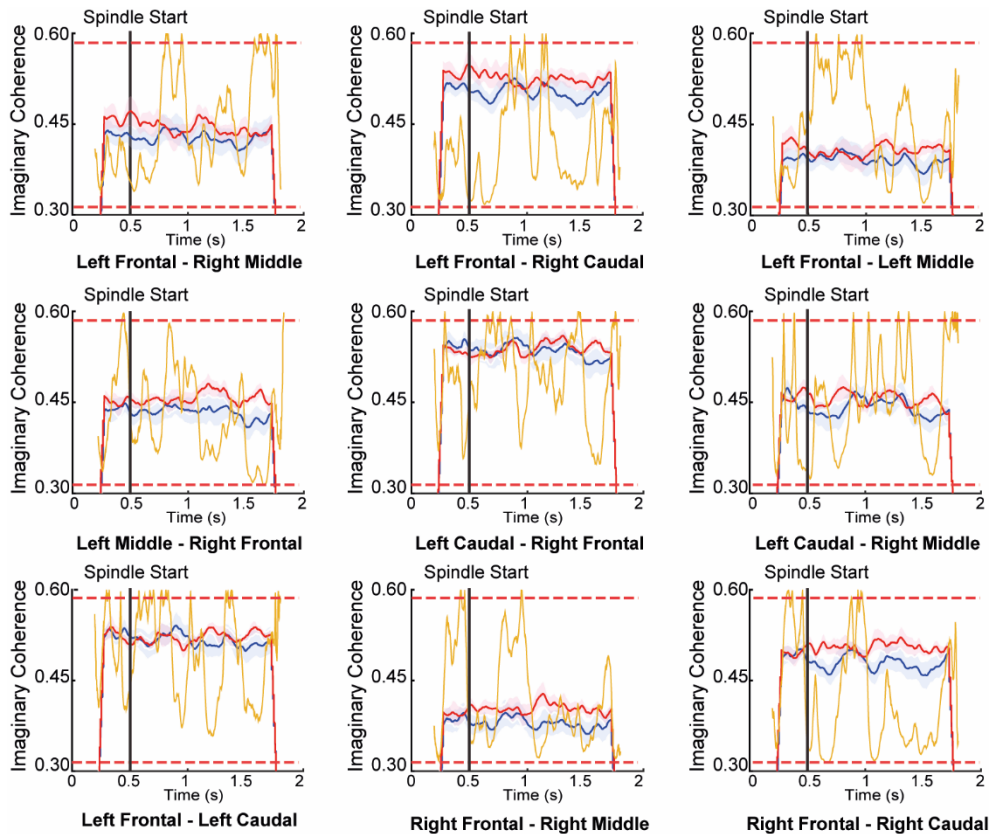 Spindle Start
Imaginary Coherence
0.60
0.45
0.30
0 0.5 1 1.5 2
Time (s)
Left Frontal - Right Middle
Spindle Start
Imaginary Coherence
0.60
0.45
0.30
0 0.5 1 1.5 2
Time (s)
Left Frontal - Right Caudal
Spindle Start
Imaginary Coherence
0.60
0.45
0.30
0 0.5 1 1.5 2
Time (s)
Left Frontal - Left Middle
Spindle Start
Imaginary Coherence
0.60
0.45
0.30
0 0.5 1 1.5 2
Time (s)
Left Middle - Right Frontal
Spindle Start
Imaginary Coherence
0.60
0.45
0.30
0 0.5 1 1.5 2
Time (s)
Left Caudal - Right Frontal
Spindle Start
Imaginary Coherence
0.60
0.45
0.30
0 0.5 1 1.5 2
Time (s)
Left Caudal - Right Middle
Spindle Start
Imaginary Coherence
0.60
0.45
0.30
0 0.5 1 1.5 2
Time (s)
Left Frontal - Left Caudal
Spindle Start
Imaginary Coherence
0.60
0.45
0.30
0 0.5 1 1.5 2
Time (s)
Right Frontal - Right Middle
Spindle Start
Imaginary Coherence
0.60
0.45
0.30
0 0.5 1 1.5 2
Time (s)
Right Frontal - Right Caudal